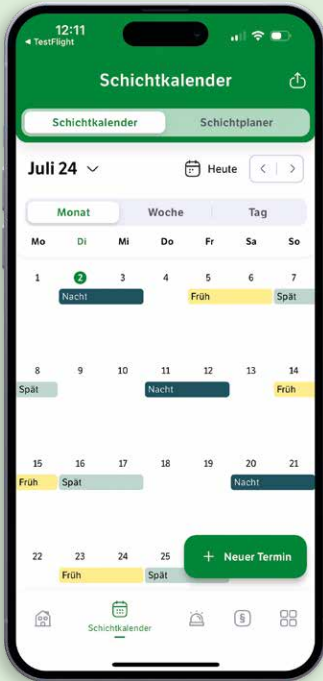 12:11
◀ TestFlight
Schichtkalender
Schichtkalender Schichtplaner
Juli 24 Heute < >
Monat Woche Tag
Mo Di Mi Do Fr Sa So
1 2 3 4 5 6 7
Nacht Früh Spät
8 9 10 11 12 13 14
Spät Nacht Früh
15 16 17 18 19 20 21
Früh Spät Nacht
22 23 24 25
+ Neuer Termin
Früh Spät
§
Schichtkalender